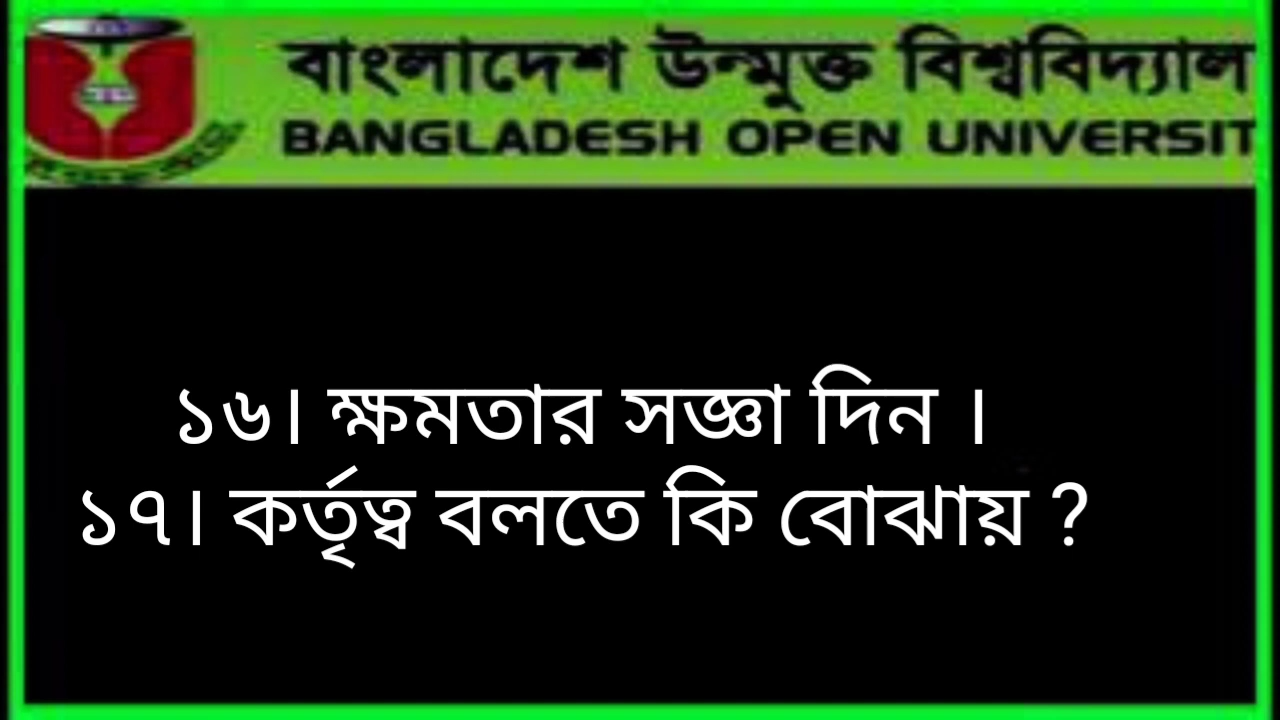 বাংলাদেশ উন্মুক্ত বিশ্ববিদ্যাল
BANGLADESH OPEN UNIVERSIT
১৬। ক্ষমতার সজ্ঞা দিন ।
১৭। কর্তৃত্ব বলতে কি বোঝায় ?